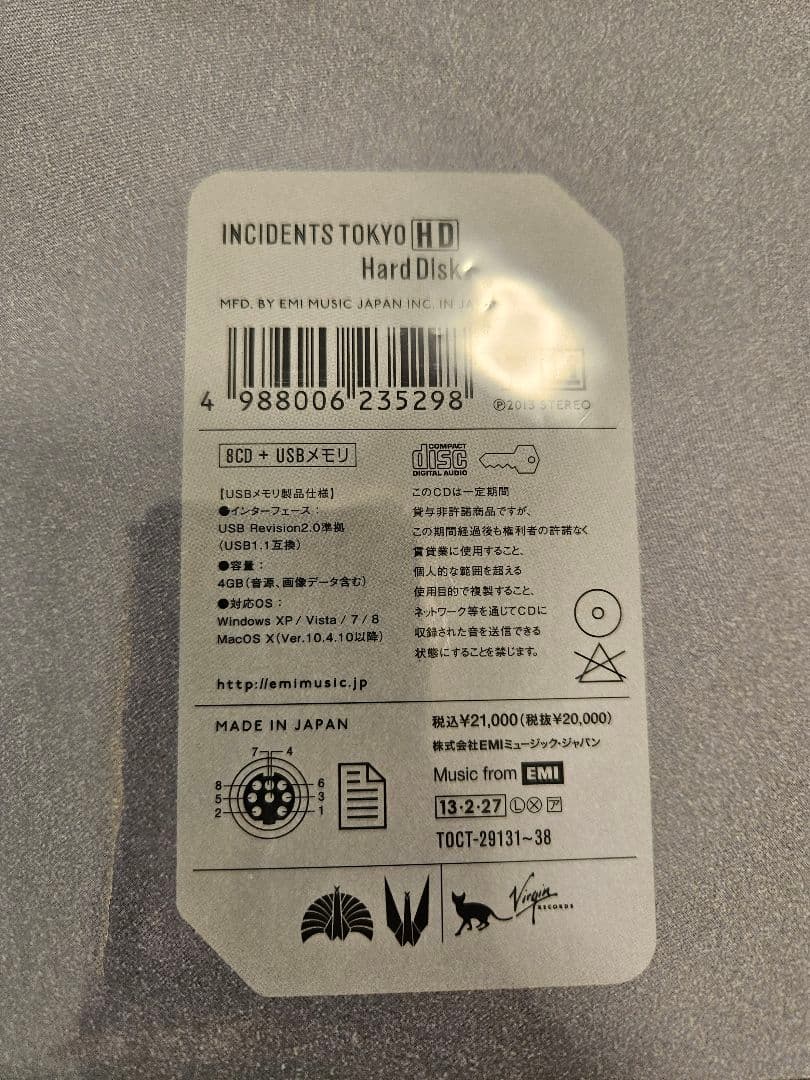 INCIDENTS TOKYO HD
Hard DIsk
MFD. BY EMI MUSIC JAPAN INC. IN
4 988006 235298
Ⓟ2013 STEREO
8CD + USBメモリ
COMPACT
disc
DIGITAL AUDIO
【USBメモリ製品仕様】
●インターフェース：
USB Revision2.0準拠
(USB1.1互換)
●容量：
4GB(音源、画像データ含む)
●対応OS：
Windows XP / Vista / 7 / 8
MacOS X(Ver.10.4.10以降)
http://emimusic.jp
このCDは一定期間
貸与非許諾商品ですが、
この期間経過後も権利者の許諾なく
賃貸業に使用すること、
個人的な範囲を超える
使用目的で複製すること、
ネットワーク等を通じてCDに
収録された音を送信できる
状態にすることを禁じます。
MADE IN JAPAN
7 4
8 6
5 3
2 1
税込¥21,000(税抜¥20,000)
株式会社EMIミュージック・ジャパン
Music from EMI
13・2・27 Ⓛ Ⓧ ア
TOCT-29131~38
Virgin
RECORDS